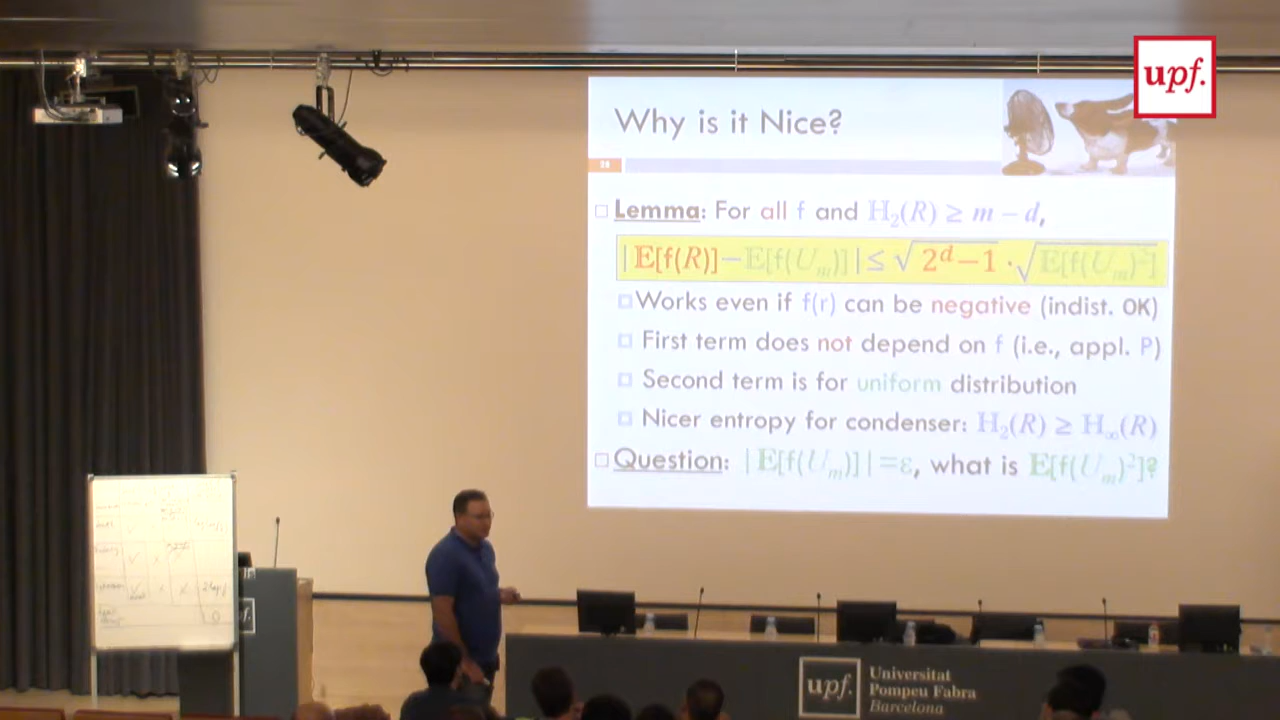 upf.
Why is it Nice?
Lemma: For all f and H₂(R) ≥ m – d,
|E[f(R)]–E[f(Uₘ)]| ≤ √2ᵈ–1 · √E[f(Uₘ)²]
Works even if f(r) can be negative (indist. OK)
First term does not depend on f (i.e., appl. P)
Second term is for uniform distribution
Nicer entropy for condenser: H₂(R) ≥ H∞(R)
Question: |E[f(Uₘ)]| =ε, what is E[f(Uₘ)²]?
upf.
upf.
Universitat
Pompeu Fabra
Barcelona